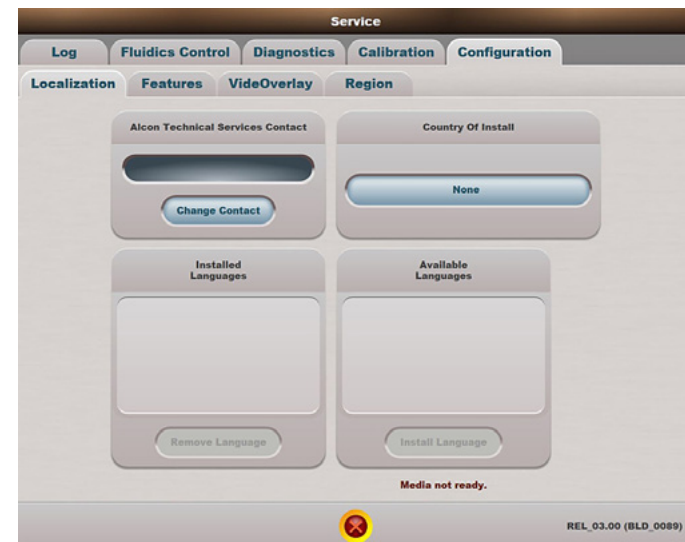 Service
Log Fluidics Control Diagnostics Calibration Configuration
Localization Features VideOverlay Region
Alcon Technical Services Contact
Country Of Install
None
Change Contact
Installed
Languages
Available
Languages
Remove Language
Install Language
Media not ready.
REL_03.00 (BLD_0089)